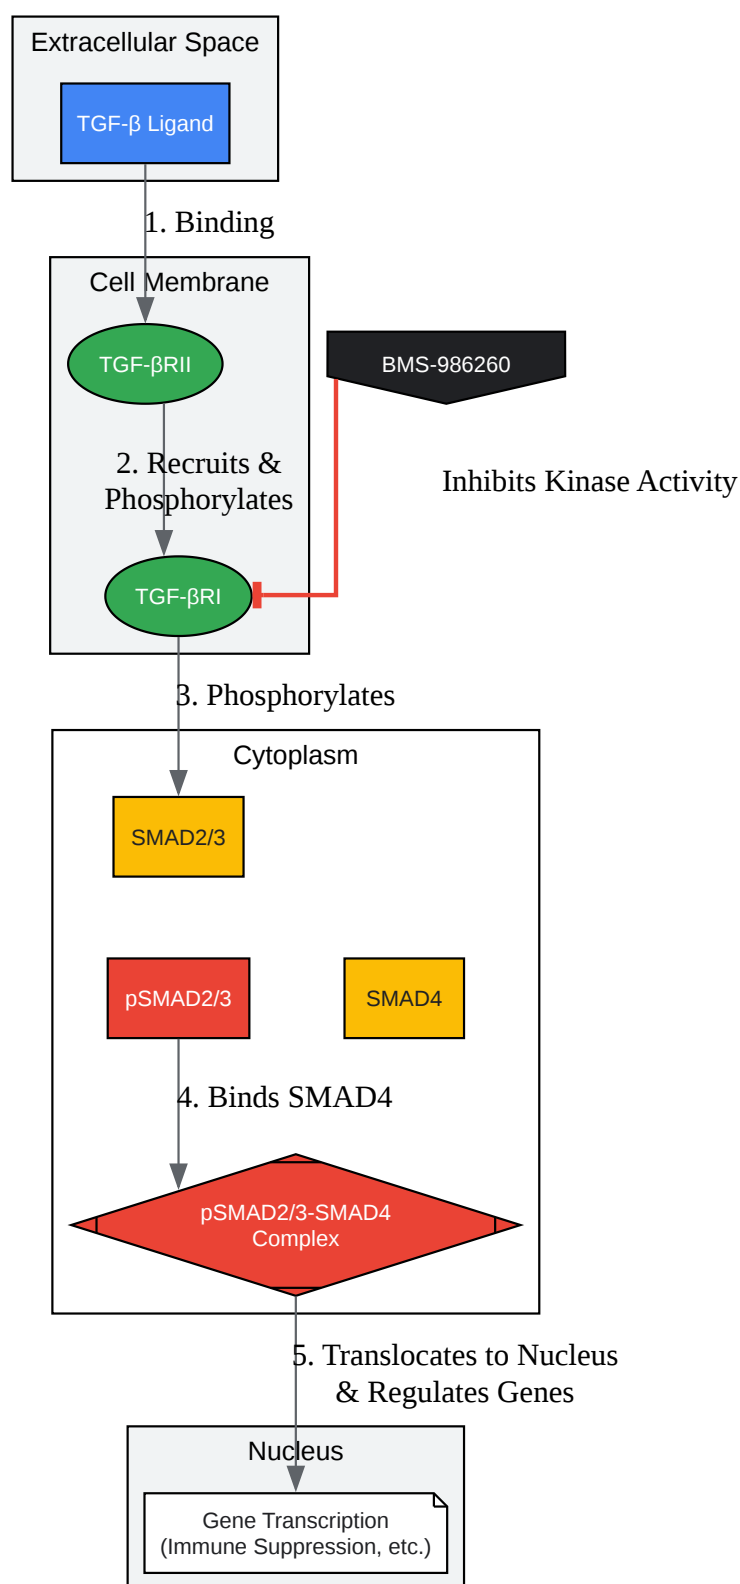 Extracellular Space
TGF-β Ligand
1. Binding
Cell Membrane
TGF-βRII
BMS-986260
2. Recruits &
Phosphorylates
Inhibits Kinase Activity
TGF-βRI
3. Phosphorylates
Cytoplasm
SMAD2/3
pSMAD2/3
SMAD4
4. Binds SMAD4
pSMAD2/3-SMAD4
Complex
5. Translocates to Nucleus
& Regulates Genes
Nucleus
Gene Transcription
(Immune Suppression, etc.)